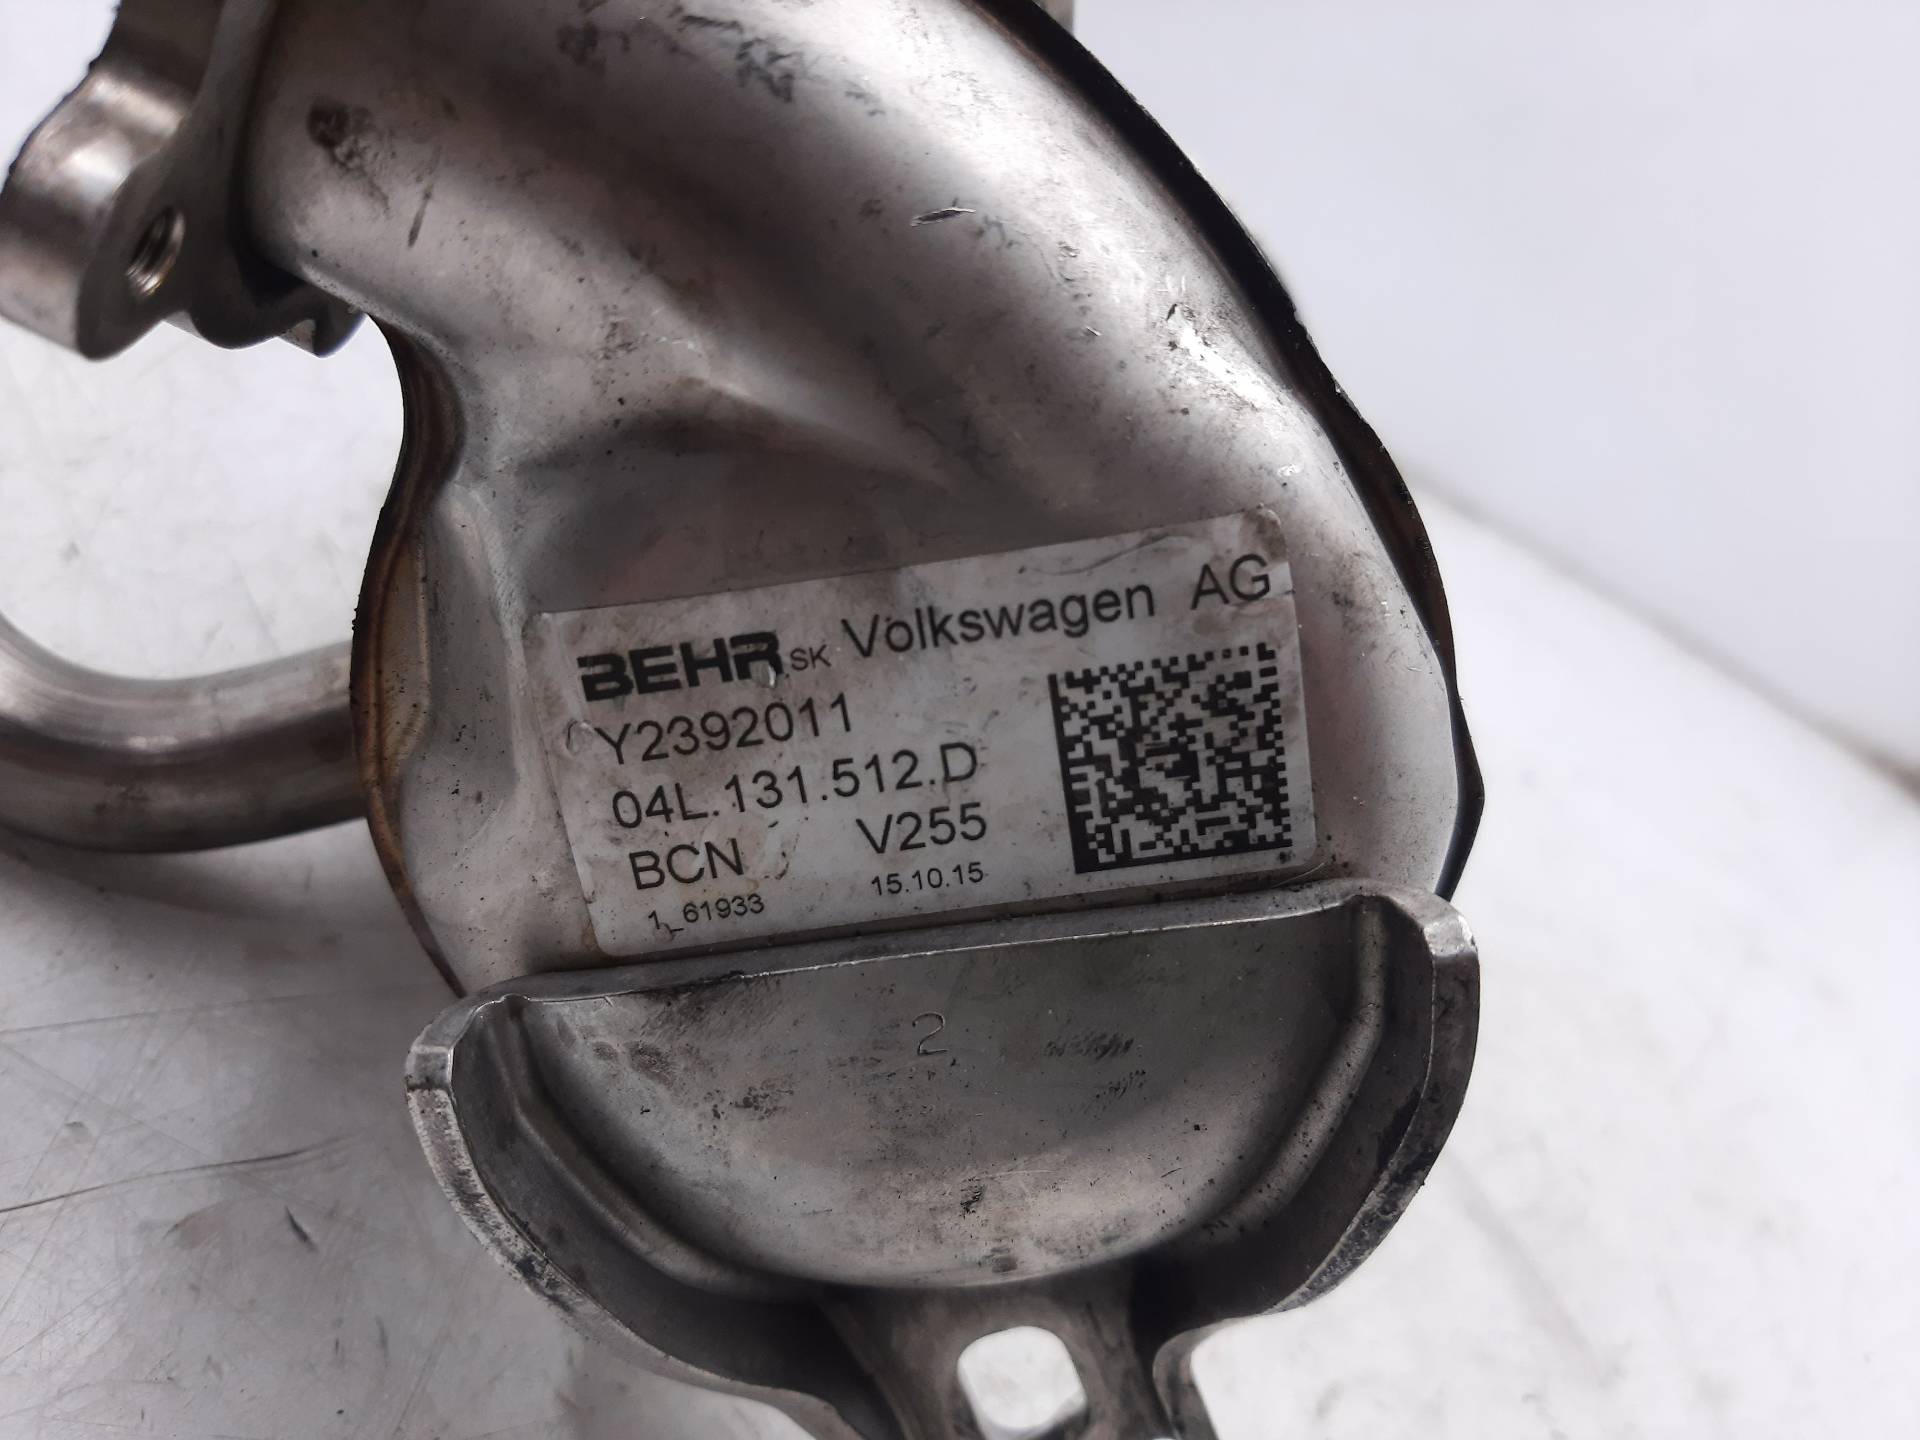 BEHR.SK Volkswagen AG
Y2392011
04L.131.512.D
BCN V255
1_61933 15.10.15
2